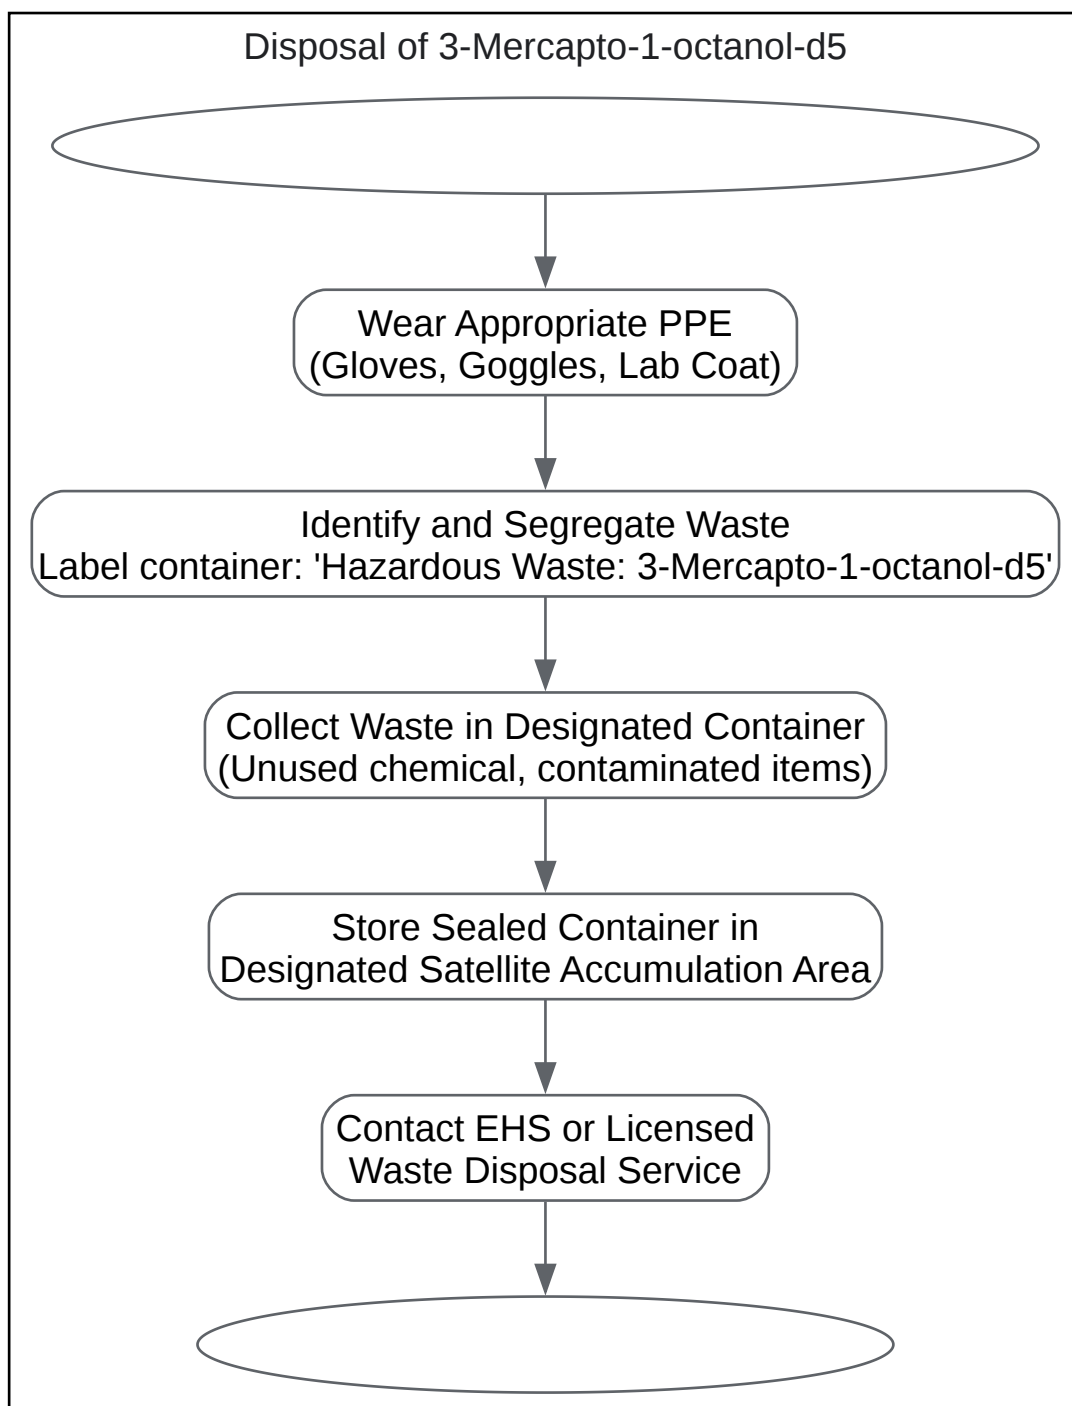 Disposal of 3-Mercapto-1-octanol-d5
Wear Appropriate PPE
(Gloves, Goggles, Lab Coat)
Identify and Segregate Waste
Label container: 'Hazardous Waste: 3-Mercapto-1-octanol-d5'
Collect Waste in Designated Container
(Unused chemical, contaminated items)
Store Sealed Container in
Designated Satellite Accumulation Area
Contact EHS or Licensed
Waste Disposal Service